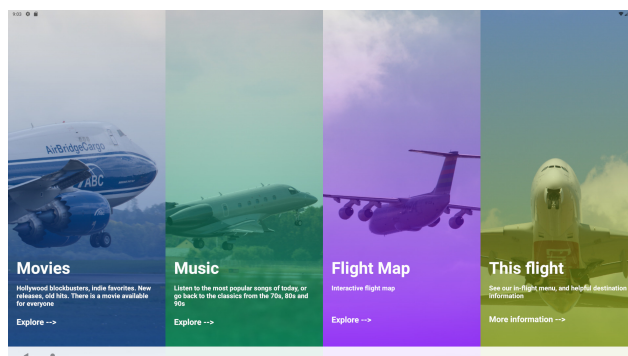 9:03
AirBridgeCargo
ABC
Movies
Hollywood blockbusters, indie favorites. New
releases, old hits. There is a movie available
for everyone
Explore -->
Music
Listen to the most popular songs of today, or
go back to the classics from the 70s, 80s and
90s
Explore -->
Flight Map
Interactive flight map
Explore -->
This flight
See our in-flight menu, and helpful destination
information
More information -->